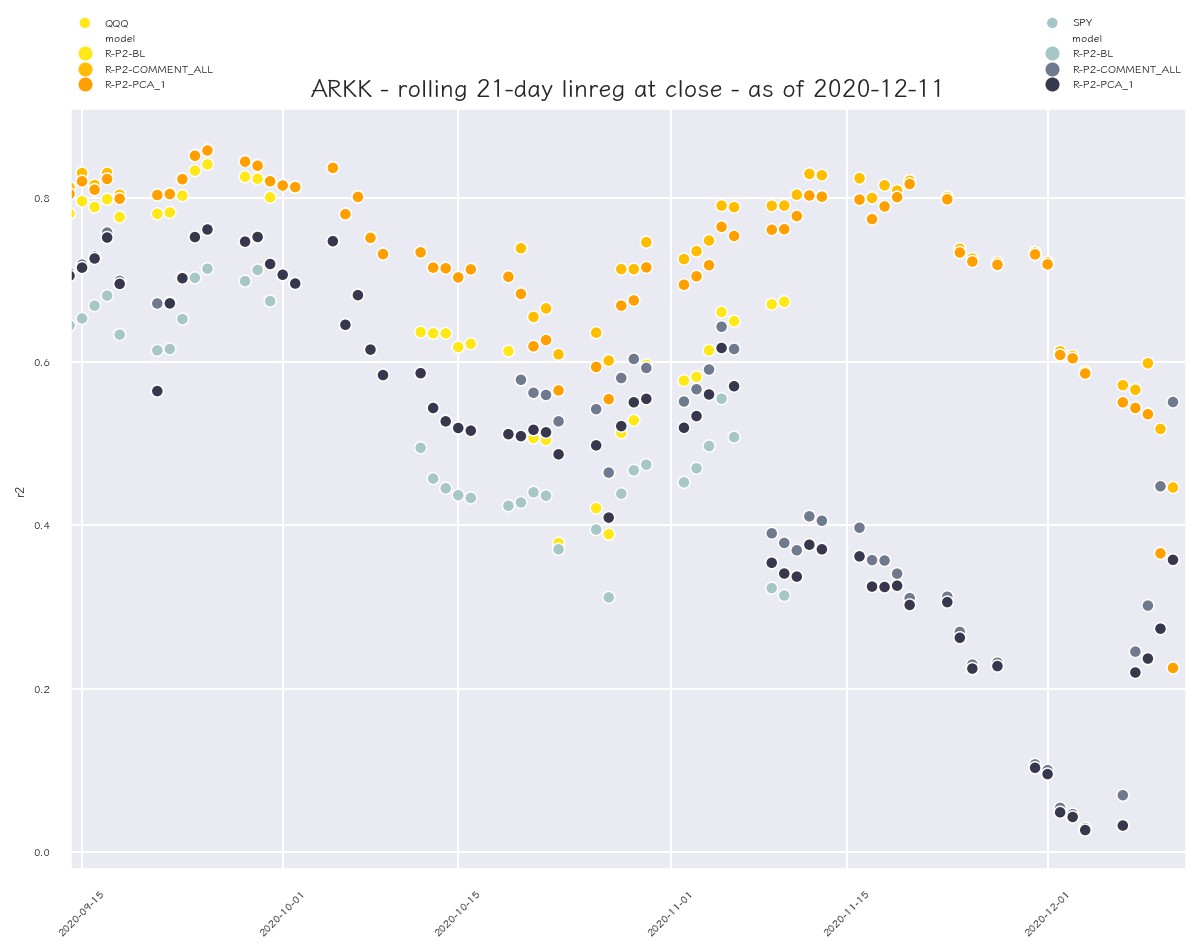 QQQ
model
R-P2-BL
R-P2-COMMENT_ALL
R-P2-PCA_1
SPY
model
R-P2-BL
R-P2-COMMENT_ALL
R-P2-PCA_1
ARKK - rolling 21-day linreg at close - as of 2020-12-11
r2
0.8
0.6
0.4
0.2
0.0
2020-09-15
2020-10-01
2020-10-15
2020-11-01
2020-11-15
2020-12-01